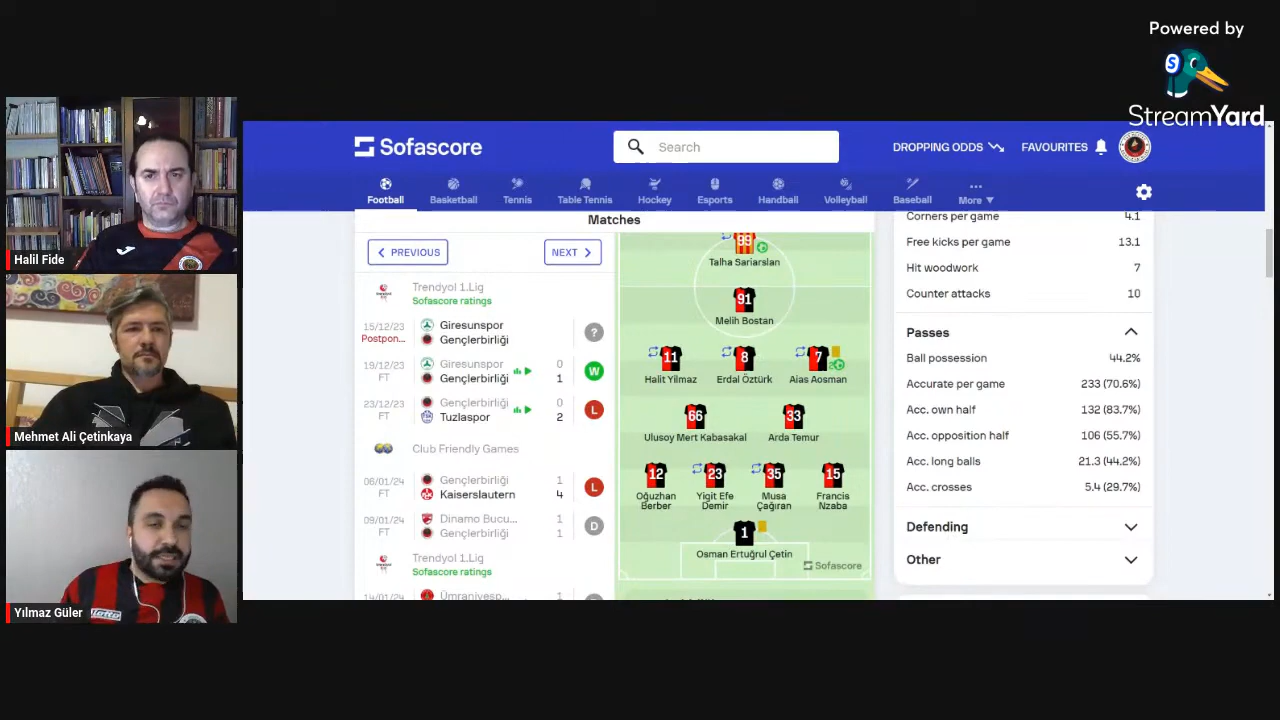 Powered by
StreamYard
Halil Fide
Mehmet Ali Çetinkaya
Yılmaz Güler
Sofascore
Search
DROPPING ODDS
FAVOURITES
Football
Basketball
Tennis
Table Tennis
Hockey
Esports
Handball
Volleyball
Baseball
More
Matches
PREVIOUS
NEXT
Trendyol 1.Lig
Sofascore ratings
15/12/23 Giresunspor
Postpon... Gençlerbirliği ?
19/12/23 Giresunspor 0
FT Gençlerbirliği 1 W
23/12/23 Gençlerbirliği 0
FT Tuzlaspor 2 L
Club Friendly Games
06/01/24 Gençlerbirliği 1
FT Kaiserslautern 4 L
09/01/24 Dinamo Bucu... 1
FT Gençlerbirliği 1 D
Trendyol 1.Lig
Sofascore ratings
14/01/24 Ümraniyesp... 1
99
Talha Sariarslan
91
Melih Bostan
11 8 7
Halit Yilmaz Erdal Öztürk Aias Aosman
66 33
Ulusoy Mert Kabasakal Arda Temur
12 23 35 15
Oğuzhan Berber
Yigit Efe Demir
Musa Çağıran
Francis Nzaba
1
Osman Ertuğrul Çetin
Sofascore
Corners per game 4.1
Free kicks per game 13.1
Hit woodwork 7
Counter attacks 10
Passes
Ball possession 44.2%
Accurate per game 233 (70.6%)
Acc. own half 132 (83.7%)
Acc. opposition half 106 (55.7%)
Acc. long balls 21.3 (44.2%)
Acc. crosses 5.4 (29.7%)
Defending
Other